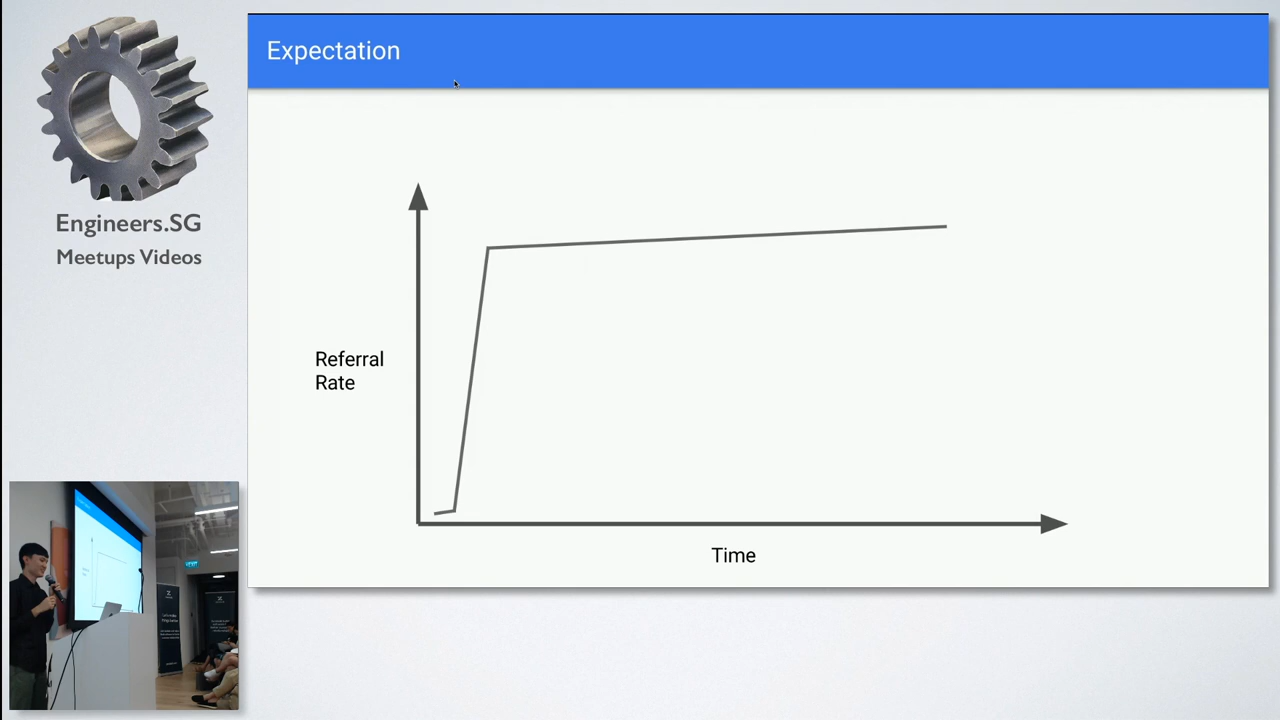 Expectation
Engineers.SG
Meetups Videos
Referral
Rate
Time